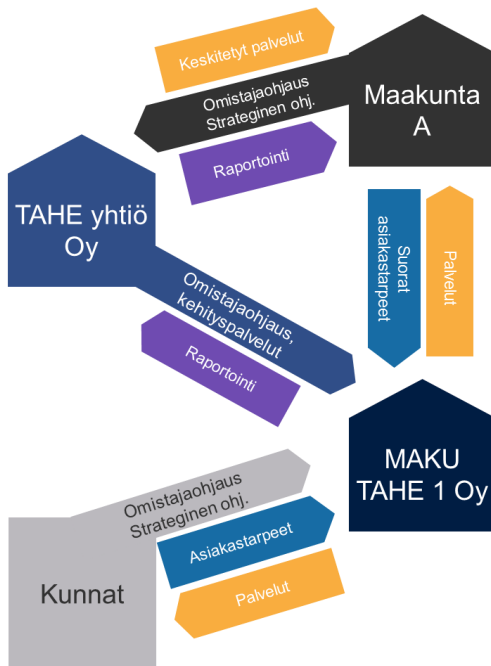 Keskitetyt palvelut
Omistajaohjaus
Strateginen ohj.
Raportointi
Maakunta
A
TAHE yhtiö
Oy
Suorat
asiakastarpeet
Palvelut
Omistajaohjaus,
kehityspalvelut
Raportointi
MAKU
TAHE 1 Oy
Omistajaohjaus
Strateginen ohj.
Asiakastarpeet
Palvelut
Kunnat